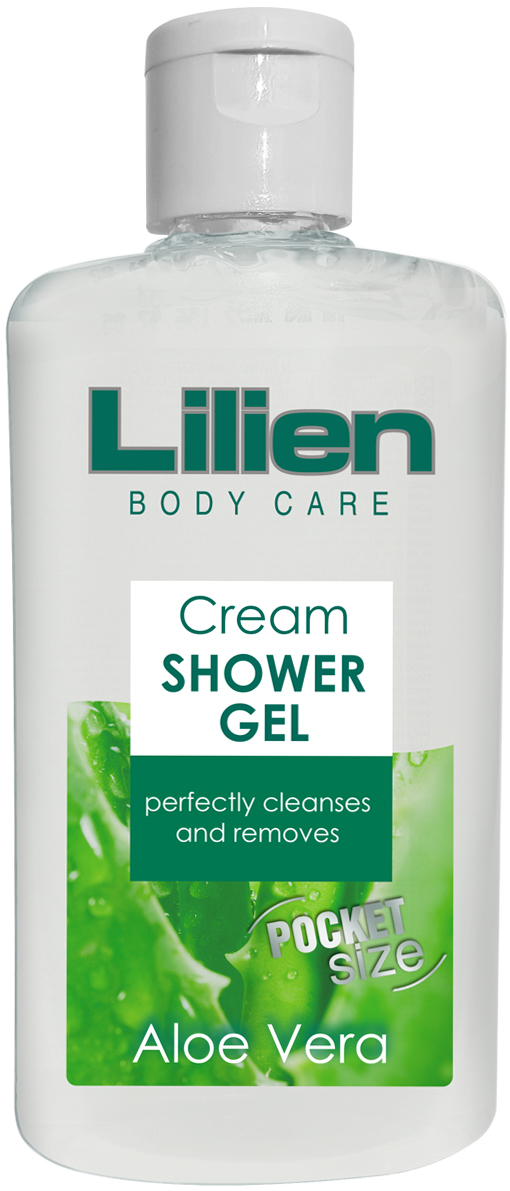 Lilien
BODY CARE
Cream
SHOWER
GEL
perfectly cleanses
and removes
POCKET
size
Aloe Vera